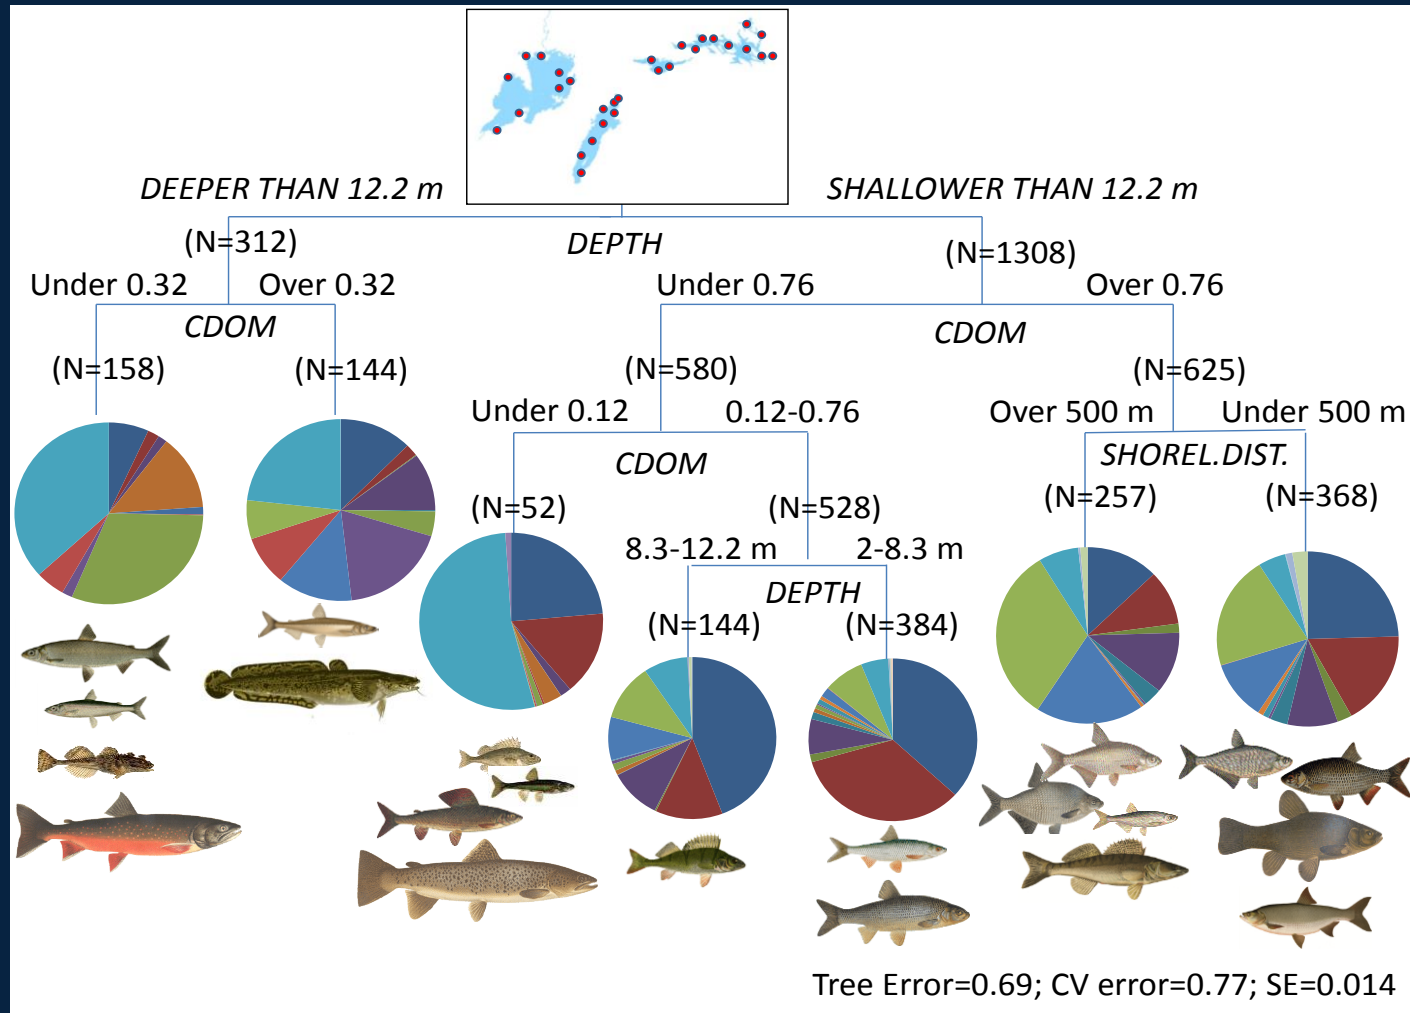 DEEPER THAN 12.2 m
SHALLOWER THAN 12.2 m
(N=312)
DEPTH
(N=1308)
Under 0.32
Over 0.32
Under 0.76
Over 0.76
CDOM
CDOM
(N=158)
(N=144)
(N=580)
(N=625)
Under 0.12
0.12-0.76
Over 500 m
Under 500 m
CDOM
SHOREL.DIST.
(N=52)
(N=528)
(N=257)
(N=368)
8.3-12.2 m
2-8.3 m
DEPTH
(N=144)
(N=384)
Tree Error=0.69; CV error=0.77; SE=0.014